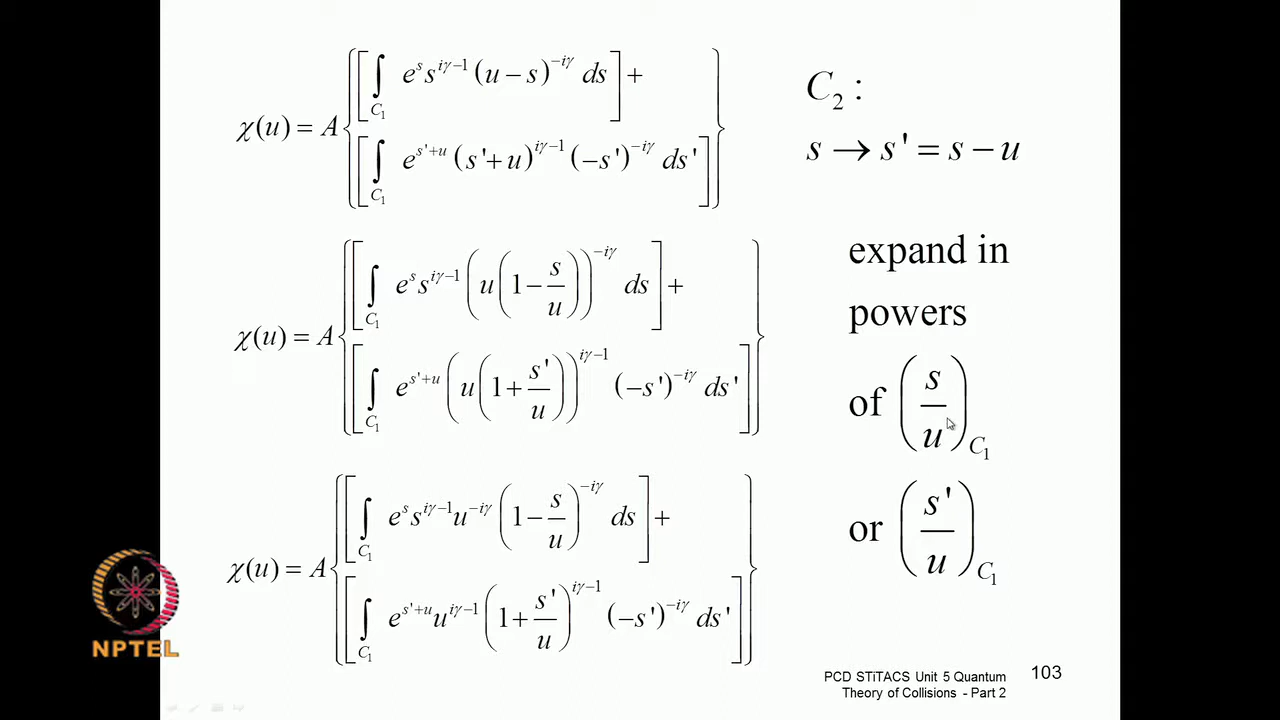 χ(u) = A { [ ∫_{C₁} e^{s} s^{iγ−1} (u − s)^{−iγ} ds ] +
[ ∫_{C₁} e^{s'+u} (s'+u)^{iγ−1} (−s')^{−iγ} ds' ] }
C₂ :
s → s' = s − u
χ(u) = A { [ ∫_{C₁} e^{s} s^{iγ−1} (u(1 − s/u))^{−iγ} ds ] +
[ ∫_{C₁} e^{s'+u} (u(1 + s'/u))^{iγ−1} (−s')^{−iγ} ds' ] }
χ(u) = A { [ ∫_{C₁} e^{s} s^{iγ−1} u^{−iγ} (1 − s/u)^{−iγ} ds ] +
[ ∫_{C₁} e^{s'+u} u^{iγ−1} (1 + s'/u)^{iγ−1} (−s')^{−iγ} ds' ] }
expand in
powers
of (s/u)_{C₁}
or (s'/u)_{C₁}
NPTEL
PCD STiTACS Unit 5 Quantum
Theory of Collisions - Part 2
103